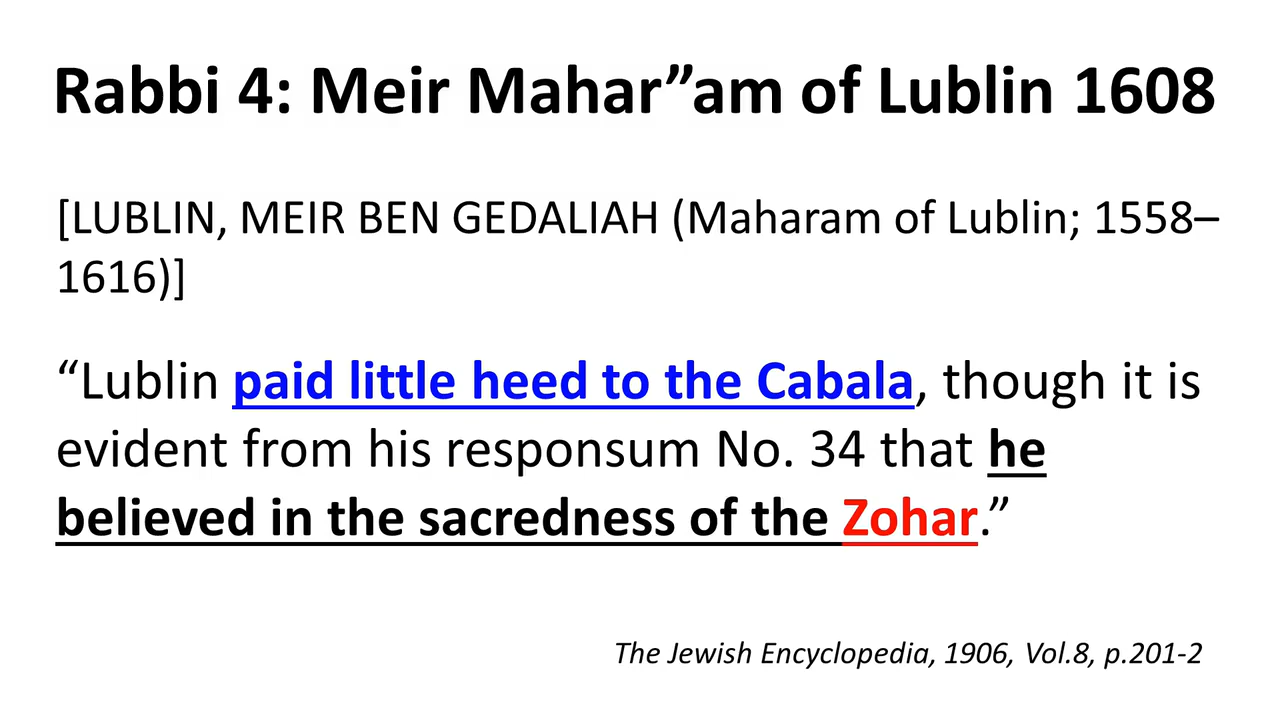 Rabbi 4: Meir Mahar”am of Lublin 1608
[LUBLIN, MEIR BEN GEDALIAH (Maharam of Lublin; 1558–
1616)]
“Lublin paid little heed to the Cabala, though it is
evident from his responsum No. 34 that he
believed in the sacredness of the Zohar.”
The Jewish Encyclopedia, 1906, Vol.8, p.201-2